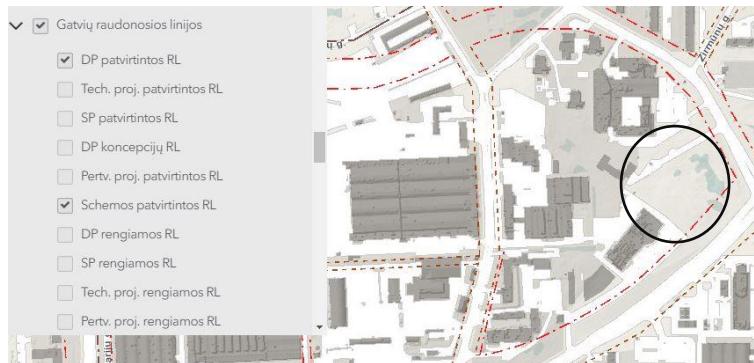 Gatvių raudonosios linijos
DP patvirtintos RL
Tech. proj. patvirtintos RL
SP patvirtintos RL
DP koncepcijų RL
Pertv. proj. patvirtintos RL
Schemos patvirtintos RL
DP rengiamos RL
SP rengiamos RL
Tech. proj. rengiamos RL
Pertv. proj. rengiamos RL
Žirmūnų g.